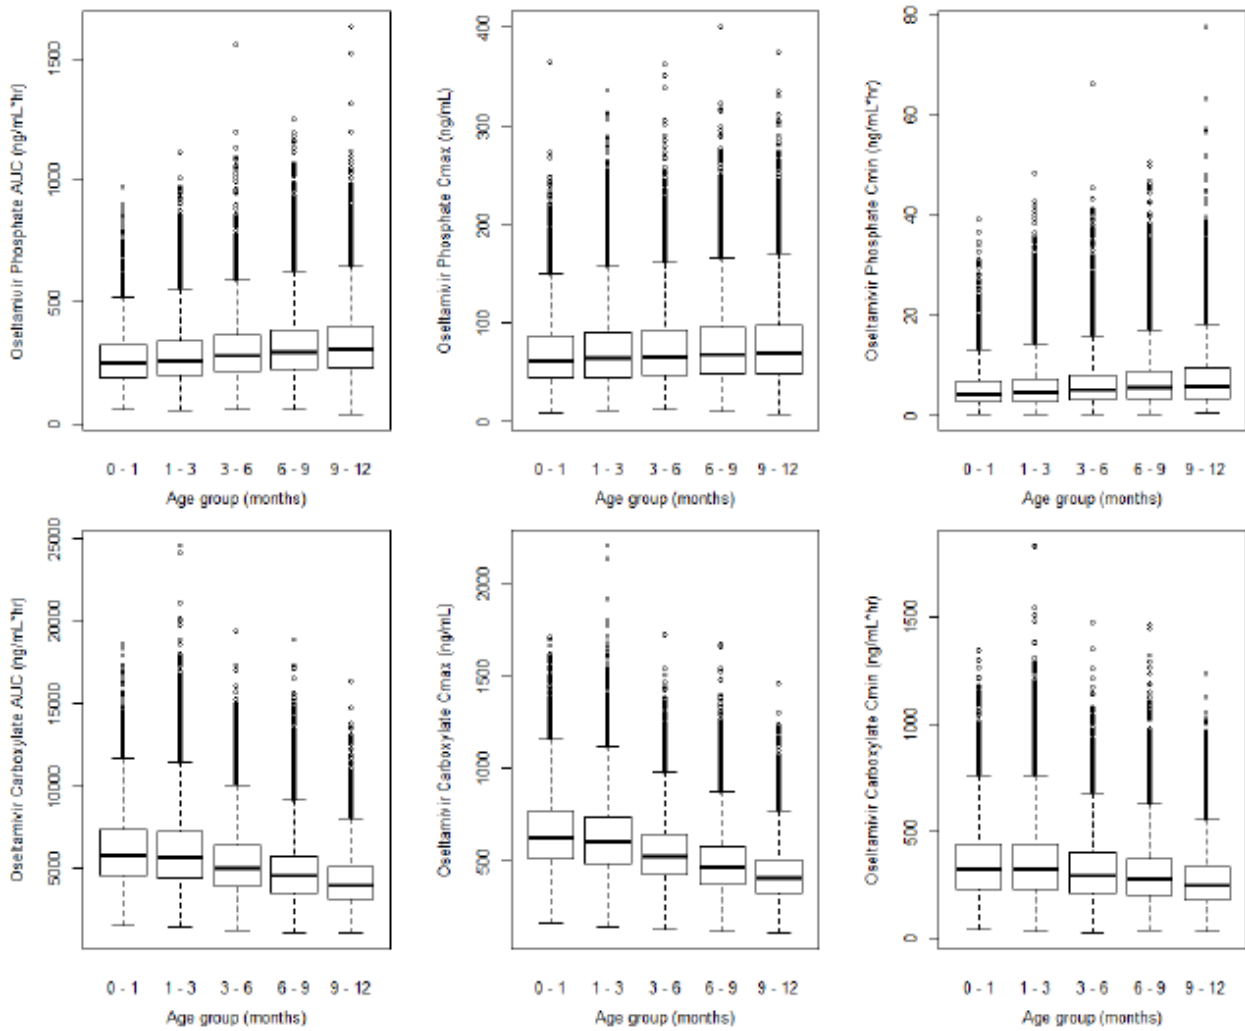 Oseltamivir Phosphate AUC (ng/mL*hr)
0
500
1000
1500
0 - 1 1 - 3 3 - 6 6 - 9 9 - 12
Age group (months)
Oseltamivir Phosphate Cmax (ng/mL)
0
100
200
300
400
0 - 1 1 - 3 3 - 6 6 - 9 9 - 12
Age group (months)
Oseltamivir Phosphate Cmin (ng/mL*hr)
0
20
40
60
80
0 - 1 1 - 3 3 - 6 6 - 9 9 - 12
Age group (months)
Oseltamivir Carboxylate AUC (ng/mL*hr)
5000
10000
15000
20000
25000
0 - 1 1 - 3 3 - 6 6 - 9 9 - 12
Age group (months)
Oseltamivir Carboxylate Cmax (ng/mL)
500
1000
1500
2000
0 - 1 1 - 3 3 - 6 6 - 9 9 - 12
Age group (months)
Oseltamivir Carboxylate Cmin (ng/mL*hr)
0
500
1000
1500
0 - 1 1 - 3 3 - 6 6 - 9 9 - 12
Age group (months)